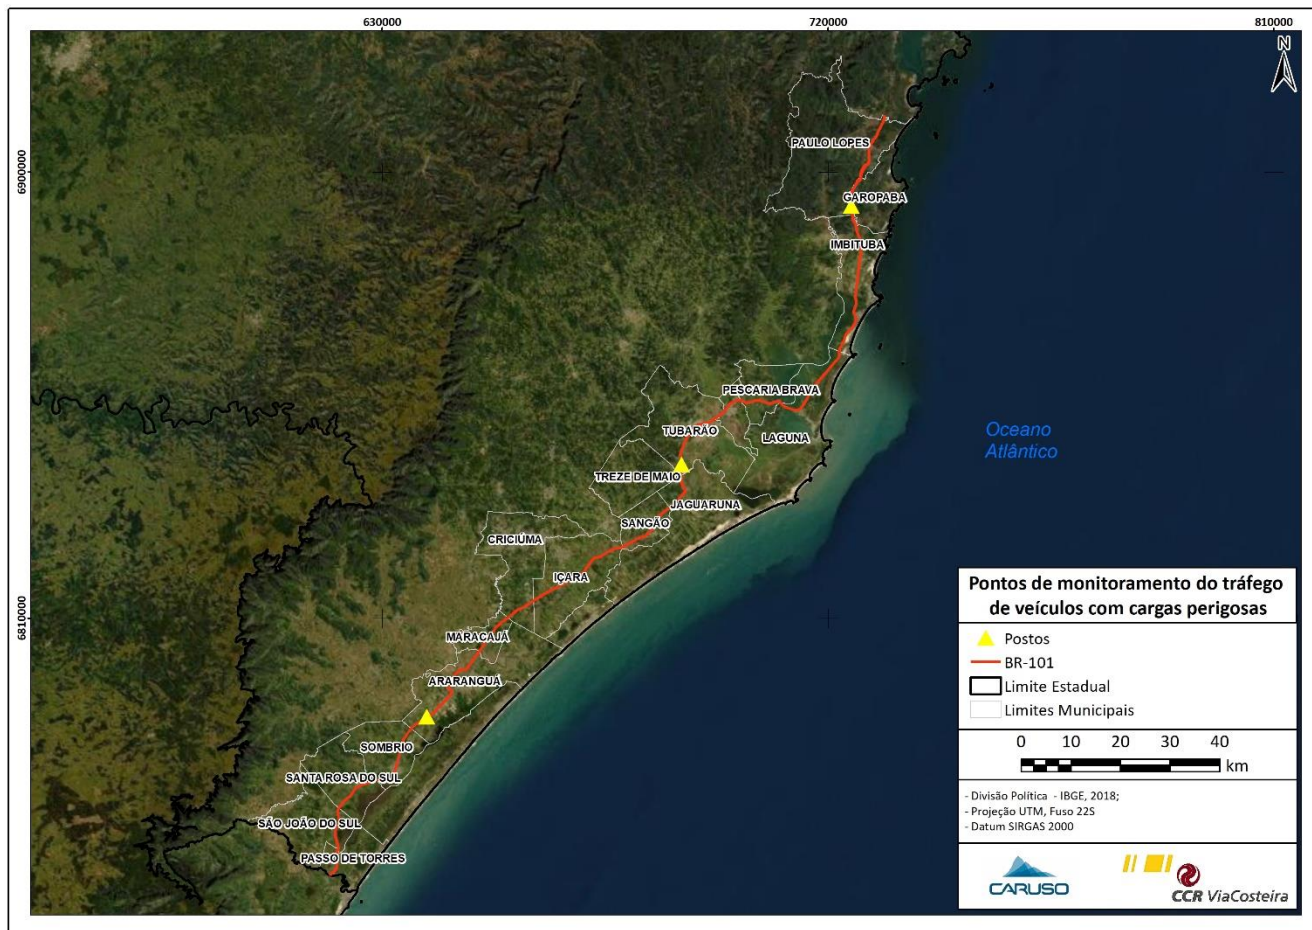 630000
720000
810000
N
6900000
6810000
PAULO LOPES
GAROPABA
IMBITUBA
PESCARIA BRAVA
TUBARÃO
LAGUNA
TREZE DE MAIO
JAGUARUNA
SANGÃO
CRICIÚMA
IÇARA
MARACAJÁ
ARARANGUÁ
SOMBRIO
SANTA ROSA DO SUL
SÃO JOÃO DO SUL
PASSO DE TORRES
Oceano
Atlântico
Pontos de monitoramento do tráfego
de veículos com cargas perigosas
Postos
BR-101
Limite Estadual
Limites Municipais
0 10 20 30 40
km
- Divisão Política - IBGE, 2018;
- Projeção UTM, Fuso 22S
- Datum SIRGAS 2000
CARUSO
CCR ViaCosteira